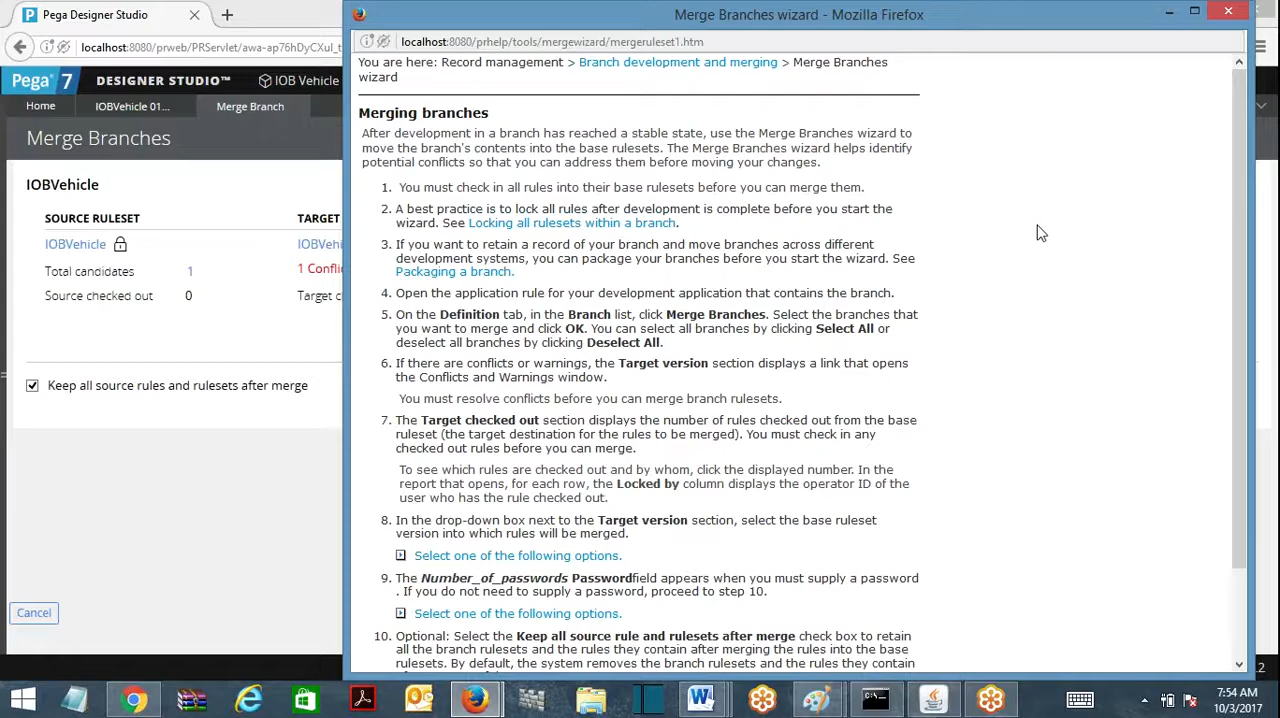 Pega Designer Studio
Merge Branches wizard - Mozilla Firefox
localhost:8080/prweb/PRServlet/awa-ap76hDyCXuI_t
localhost:8080/prhelp/tools/mergewizard/mergeruleset1.htm
Pega 7 DESIGNER STUDIO™ IOB Vehicle
Home IOBVehicle 01... Merge Branch
Merge Branches
IOBVehicle
SOURCE RULESET TARGET
IOBVehicle IOBVehi
Total candidates 1 1 Confli
Source checked out 0 Target c
Keep all source rules and rulesets after merge
Cancel
You are here: Record management > Branch development and merging > Merge Branches
wizard
Merging branches
After development in a branch has reached a stable state, use the Merge Branches wizard to
move the branch's contents into the base rulesets. The Merge Branches wizard helps identify
potential conflicts so that you can address them before moving your changes.
1. You must check in all rules into their base rulesets before you can merge them.
2. A best practice is to lock all rules after development is complete before you start the
wizard. See Locking all rulesets within a branch.
3. If you want to retain a record of your branch and move branches across different
development systems, you can package your branches before you start the wizard. See
Packaging a branch.
4. Open the application rule for your development application that contains the branch.
5. On the Definition tab, in the Branch list, click Merge Branches. Select the branches that
you want to merge and click OK. You can select all branches by clicking Select All or
deselect all branches by clicking Deselect All.
6. If there are conflicts or warnings, the Target version section displays a link that opens
the Conflicts and Warnings window.
You must resolve conflicts before you can merge branch rulesets.
7. The Target checked out section displays the number of rules checked out from the base
ruleset (the target destination for the rules to be merged). You must check in any
checked out rules before you can merge.
To see which rules are checked out and by whom, click the displayed number. In the
report that opens, for each row, the Locked by column displays the operator ID of the
user who has the rule checked out.
8. In the drop-down box next to the Target version section, select the base ruleset
version into which rules will be merged.
Select one of the following options.
9. The Number_of_passwords Passwordfield appears when you must supply a password
. If you do not need to supply a password, proceed to step 10.
Select one of the following options.
10. Optional: Select the Keep all source rule and rulesets after merge check box to retain
all the branch rulesets and the rules they contain after merging the rules into the base
rulesets. By default, the system removes the branch rulesets and the rules they contain
12
7:54 AM
10/3/2017